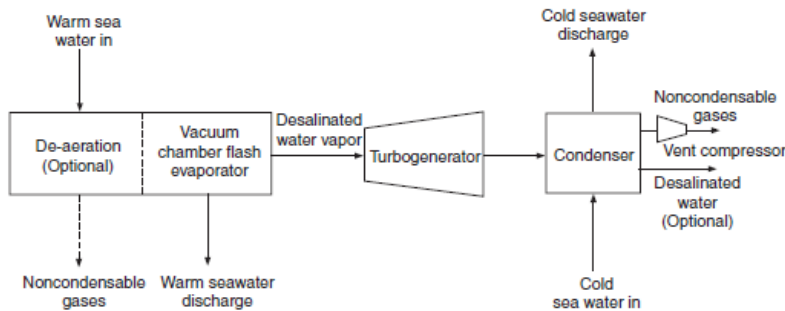 Warm sea
water in
Cold seawater
discharge
De-aeration
(Optional)
Vacuum
chamber flash
evaporator
Desalinated
water vapor
Turbogenerator
Condenser
Noncondensable
gases
Vent compressor
Desalinated
water
(Optional)
Noncondensable
gases
Warm seawater
discharge
Cold
sea water in